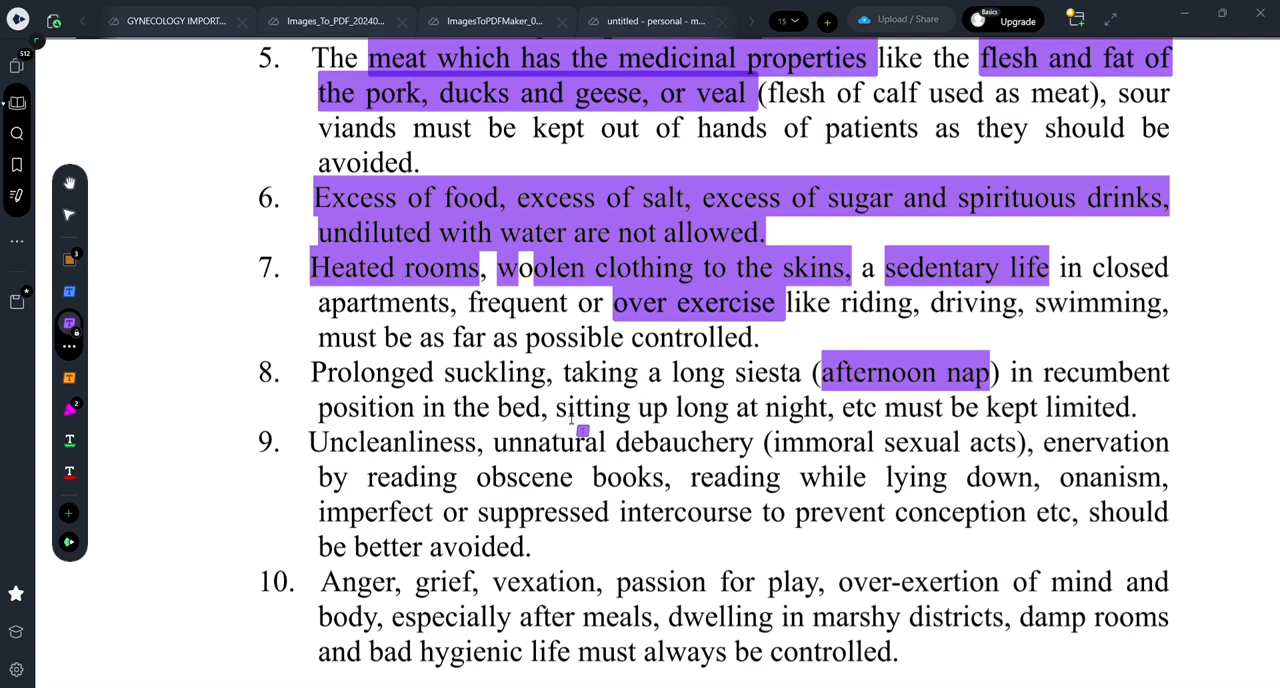 GYNECOLOGY IMPORT...
Images_To_PDF_20240...
ImagesToPDFMaker_0...
untitled - personal - m...
15
Upload / Share
Basics
Upgrade
512
5. The meat which has the medicinal properties like the flesh and fat of
the pork, ducks and geese, or veal (flesh of calf used as meat), sour
viands must be kept out of hands of patients as they should be
avoided.
6. Excess of food, excess of salt, excess of sugar and spirituous drinks,
undiluted with water are not allowed.
7. Heated rooms, woolen clothing to the skins, a sedentary life in closed
apartments, frequent or over exercise like riding, driving, swimming,
must be as far as possible controlled.
8. Prolonged suckling, taking a long siesta (afternoon nap) in recumbent
position in the bed, sitting up long at night, etc must be kept limited.
9. Uncleanliness, unnatural debauchery (immoral sexual acts), enervation
by reading obscene books, reading while lying down, onanism,
imperfect or suppressed intercourse to prevent conception etc, should
be better avoided.
10. Anger, grief, vexation, passion for play, over-exertion of mind and
body, especially after meals, dwelling in marshy districts, damp rooms
and bad hygienic life must always be controlled.
3
T
T
T
2
T
T
T